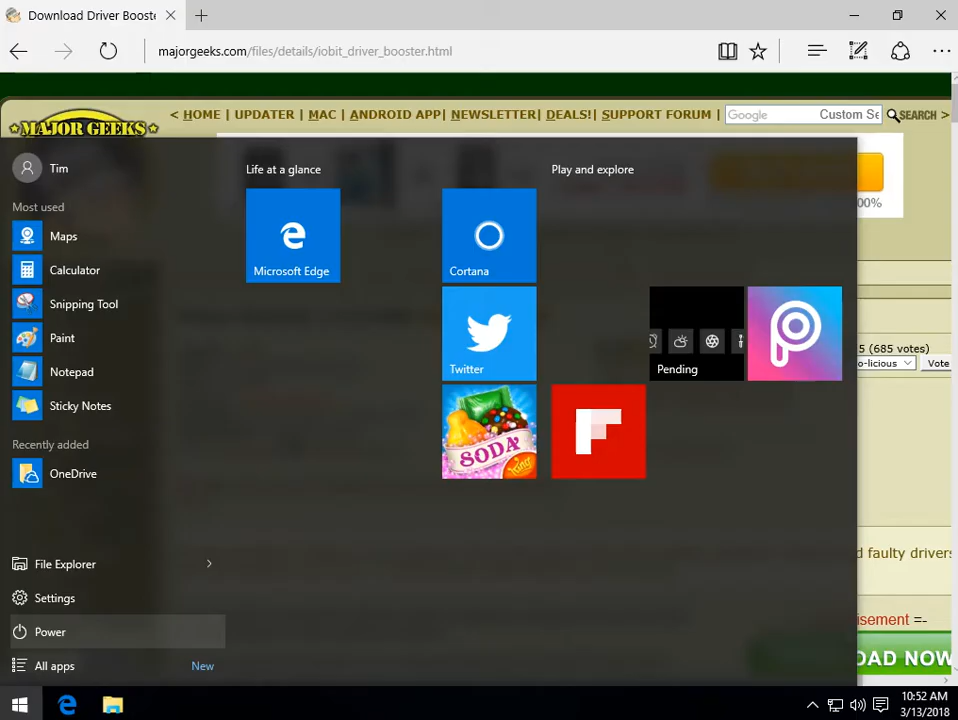 Download Driver Booste
majorgeeks.com/files/details/iobit_driver_booster.html
< HOME | UPDATER | MAC | ANDROID APP| NEWSLETTER| DEALS! | SUPPORT FORUM |
Google Custom Se SEARCH >
MAJOR GEEKS
Tim
Life at a glance
Play and explore
100%
Most used
Maps
Calculator
Snipping Tool
Paint
Notepad
Sticky Notes
Recently added
OneDrive
Microsoft Edge
Cortana
Twitter
SODA
King
Pending
5 (685 votes)
o-licious
Vote
File Explorer
Settings
Power
All apps
New
d faulty drivers
isement =-
OAD NOW
10:52 AM
3/13/2018